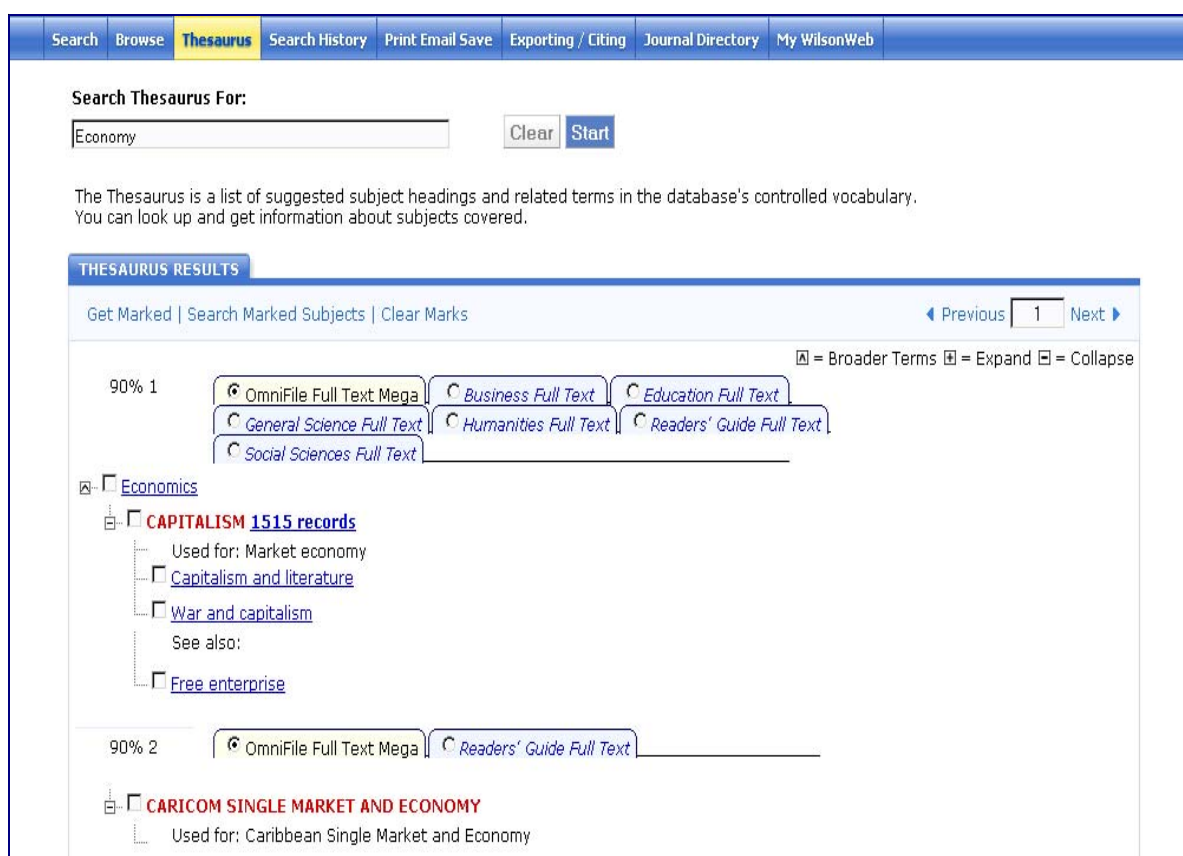 Search Browse Thesaurus Search History Print Email Save Exporting / Citing Journal Directory My WilsonWeb
Search Thesaurus For:
Economy Clear Start
The Thesaurus is a list of suggested subject headings and related terms in the database's controlled vocabulary.
You can look up and get information about subjects covered.
THESAURUS RESULTS
Get Marked | Search Marked Subjects | Clear Marks Previous 1 Next
= Broader Terms = Expand = Collapse
90% 1 OmniFile Full Text Mega Business Full Text Education Full Text
General Science Full Text Humanities Full Text Readers' Guide Full Text
Social Sciences Full Text
Economics
CAPITALISM 1515 records
Used for: Market economy
Capitalism and literature
War and capitalism
See also:
Free enterprise
90% 2 OmniFile Full Text Mega Readers' Guide Full Text
CARICOM SINGLE MARKET AND ECONOMY
Used for: Caribbean Single Market and Economy